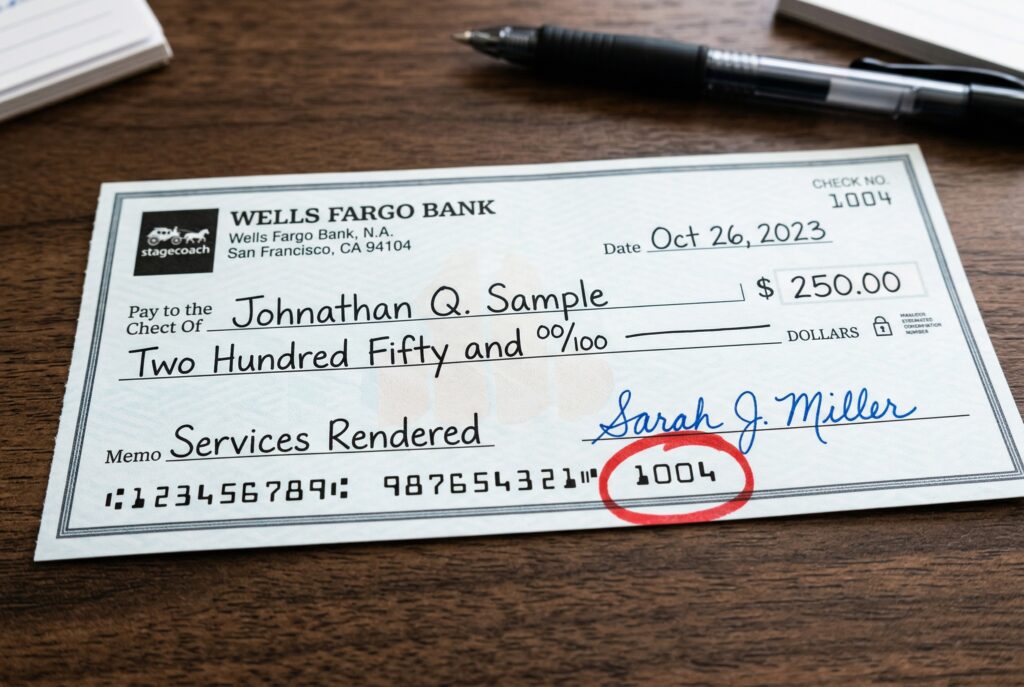 CHECK NO.
1004
WELLS FARGO BANK
Wells Fargo Bank, N.A.
San Francisco, CA 94104
stagecoach
Date Oct 26, 2023
Pay to the
Chect Of Johnathan Q. Sample $ 250.00
Two Hundred Fifty and 00/100 DOLLARS
Sarah J. Miller
Memo Services Rendered
⑆123456789⑆ 987654321⑈ 1004